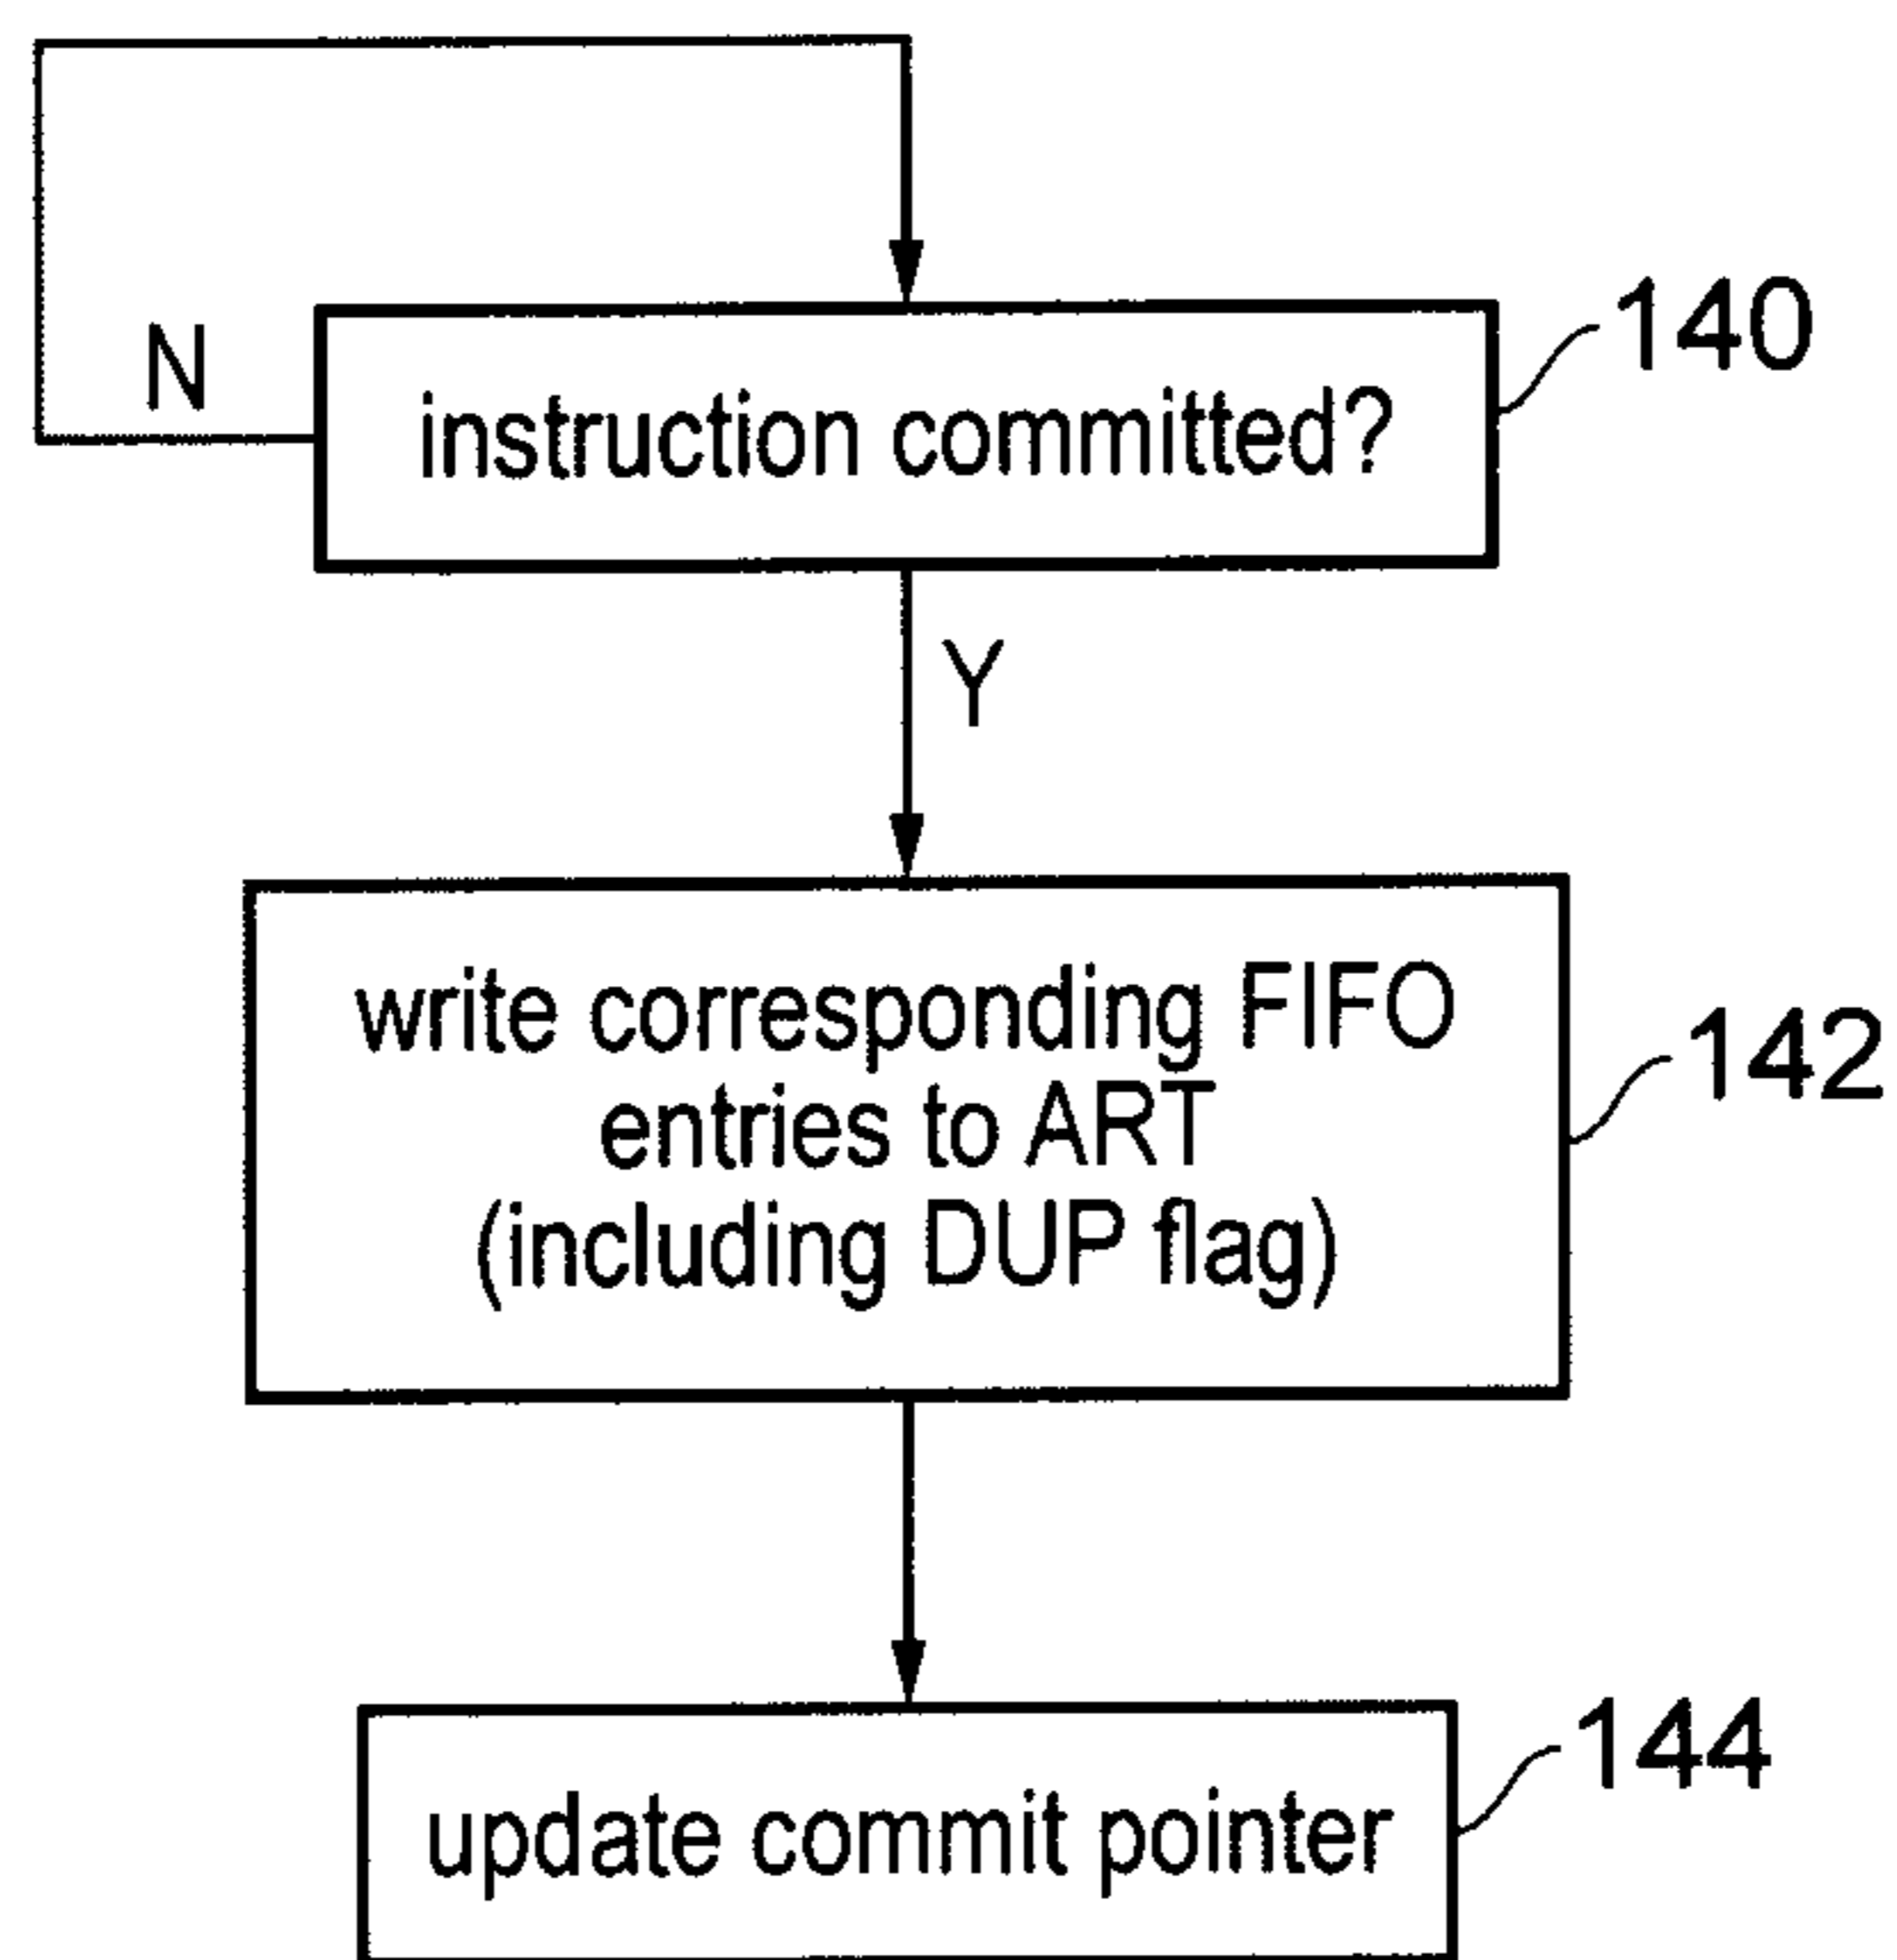 140
N
instruction committed?
Y
write corresponding FIFO
entries to ART
(including DUP flag)
142
144
update commit pointer